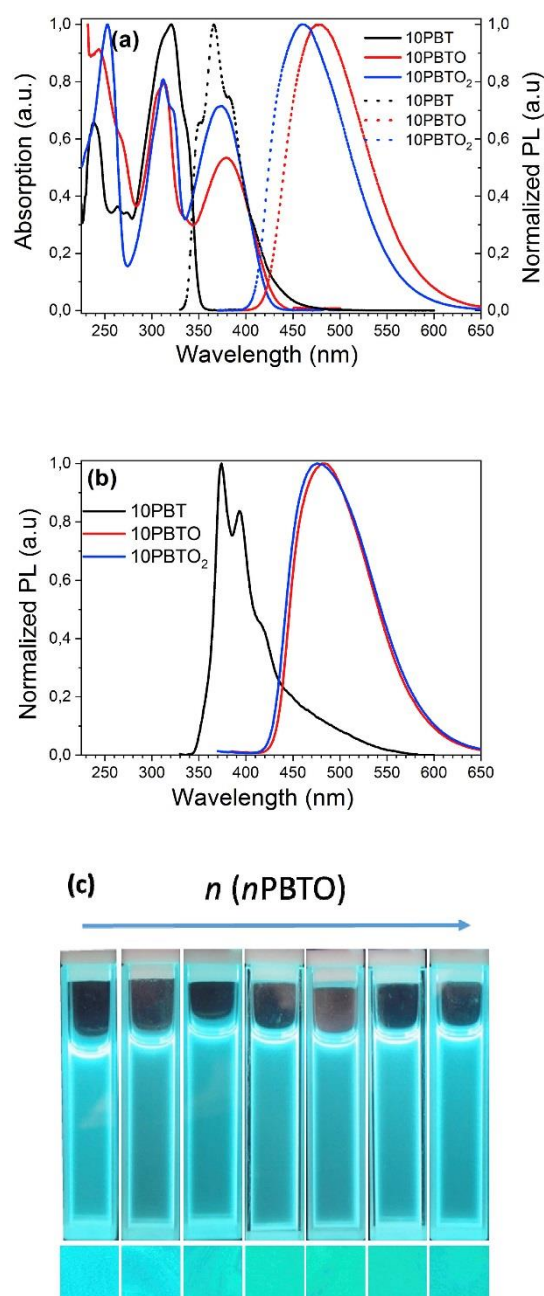 (a)
1,0
0,8
0,6
0,4
0,2
0,0
Absorption (a.u.)
10PBT
10PBTO
10PBTO₂
10PBT
10PBTO
10PBTO₂
1,0
0,8
0,6
0,4
0,2
0,0
Normalized PL (a.u)
250 300 350 400 450 500 550 600 650
Wavelength (nm)
(b)
1,0
0,8
0,6
0,4
0,2
0,0
Normalized PL (a.u)
10PBT
10PBTO
10PBTO₂
250 300 350 400 450 500 550 600 650
Wavelength (nm)
(c)
n (nPBTO)